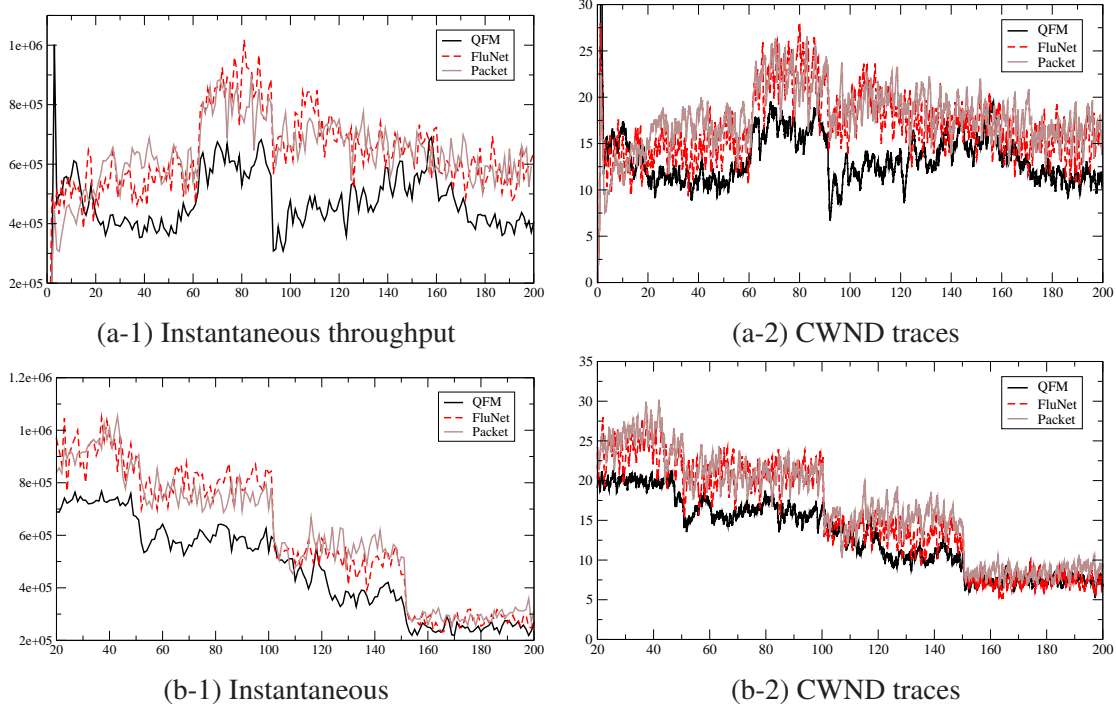 1e+06
8e+05
6e+05
4e+05
2e+05
0 20 40 60 80 100 120 140 160 180 200
QFM
FluNet
Packet
(a-1) Instantaneous throughput
30
25
20
15
10
5
0
0 20 40 60 80 100 120 140 160 180 200
QFM
FluNet
Packet
(a-2) CWND traces
1.2e+06
1e+06
8e+05
6e+05
4e+05
2e+05
20 40 60 80 100 120 140 160 180 200
QFM
FluNet
Packet
(b-1) Instantaneous
35
30
25
20
15
10
5
0
20 40 60 80 100 120 140 160 180 200
QFM
FluNet
Packet
(b-2) CWND traces